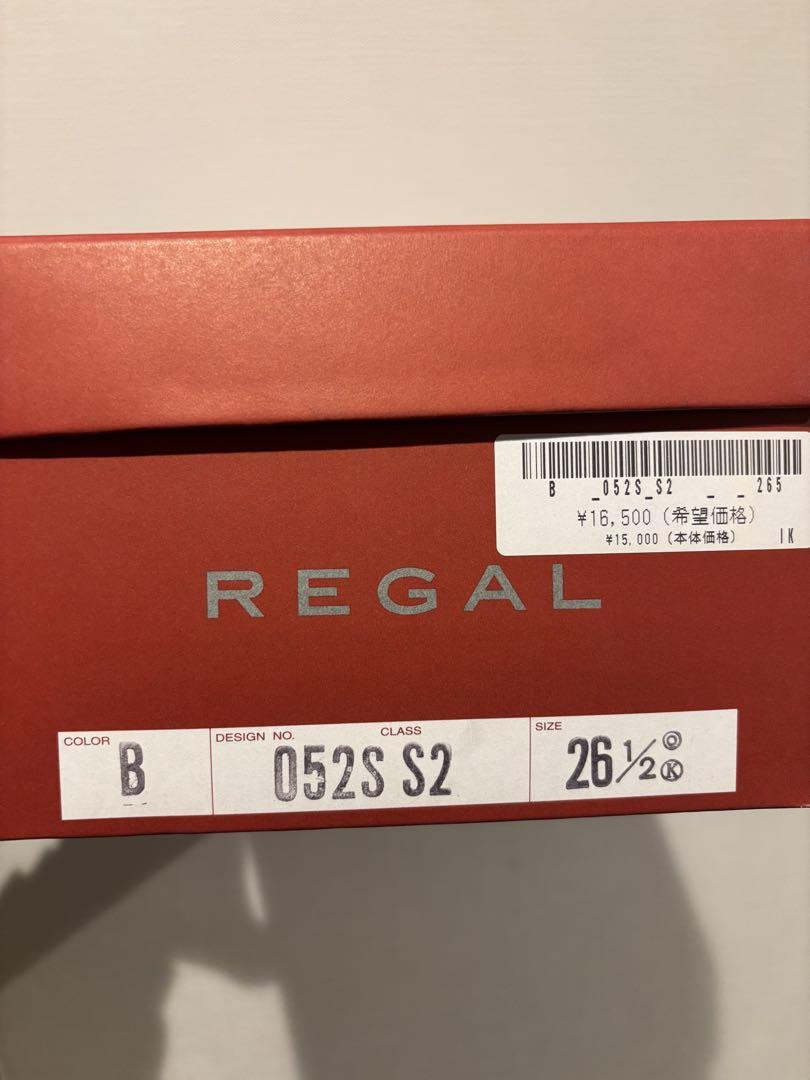 B _052S_S2 _ _ 265
¥16,500 (希望価格)
¥15,000 (本体価格) IK
REGAL
COLOR B
DESIGN NO. CLASS
052S S2
SIZE
26 1/2 ◎ Ⓚ